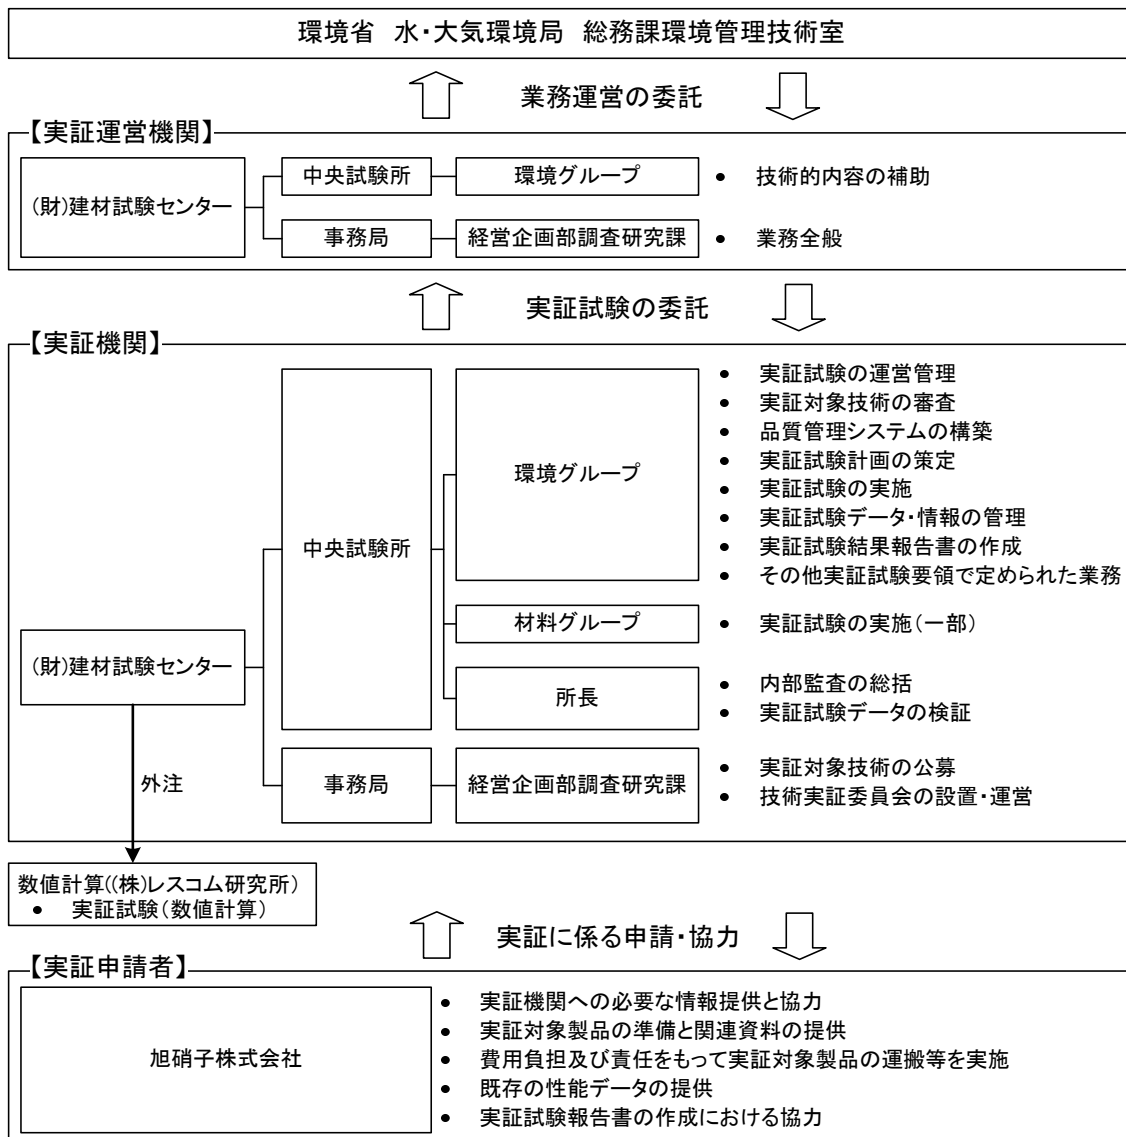 環境省　水・大気環境局　総務課環境管理技術室
業務運営の委託
【実証運営機関】
(財)建材試験センター
中央試験所
環境グループ
● 技術的内容の補助
事務局
経営企画部調査研究課
● 業務全般
実証試験の委託
【実証機関】
(財)建材試験センター
中央試験所
環境グループ
● 実証試験の運営管理
● 実証対象技術の審査
● 品質管理システムの構築
● 実証試験計画の策定
● 実証試験の実施
● 実証試験データ・情報の管理
● 実証試験結果報告書の作成
● その他実証試験要領で定められた業務
材料グループ
● 実証試験の実施(一部)
所長
● 内部監査の総括
● 実証試験データの検証
事務局
経営企画部調査研究課
● 実証対象技術の公募
● 技術実証委員会の設置・運営
外注
数値計算((株)レスコム研究所)
● 実証試験(数値計算)
実証に係る申請・協力
【実証申請者】
旭硝子株式会社
● 実証機関への必要な情報提供と協力
● 実証対象製品の準備と関連資料の提供
● 費用負担及び責任をもって実証対象製品の運搬等を実施
● 既存の性能データの提供
● 実証試験報告書の作成における協力